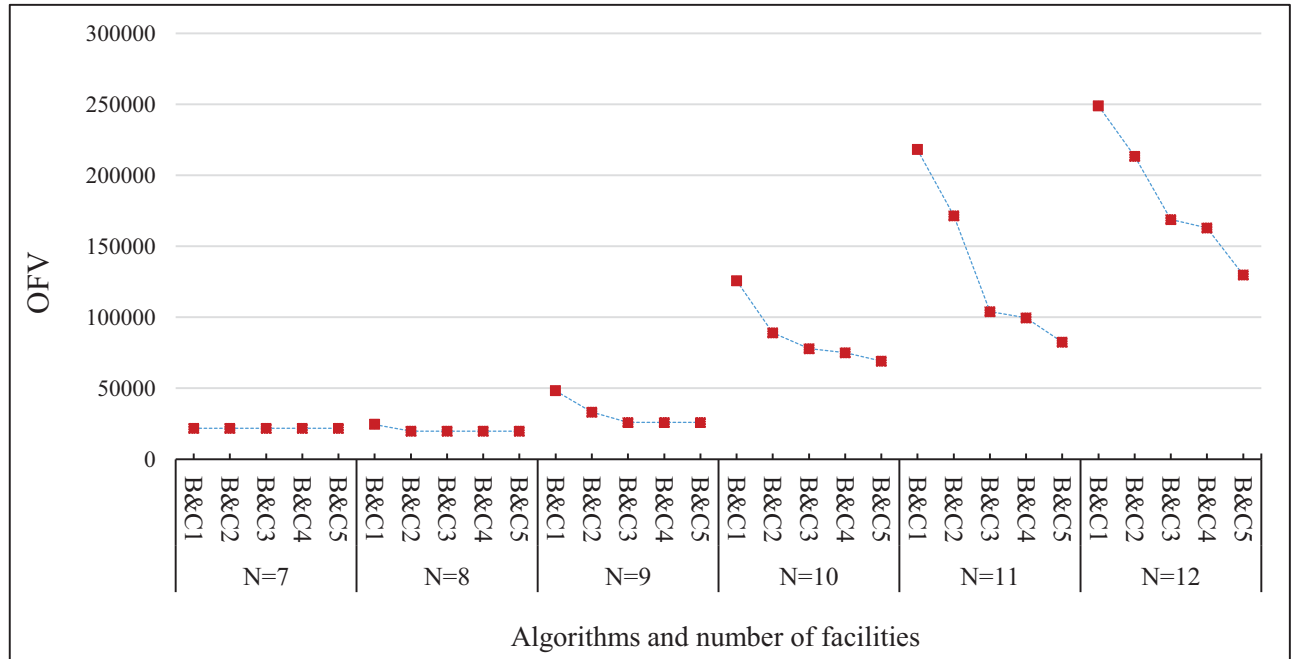 300000
250000
200000
150000
100000
50000
0
OFV
B&C1 B&C2 B&C3 B&C4 B&C5 B&C1 B&C2 B&C3 B&C4 B&C5 B&C1 B&C2 B&C3 B&C4 B&C5 B&C1 B&C2 B&C3 B&C4 B&C5 B&C1 B&C2 B&C3 B&C4 B&C5 B&C1 B&C2 B&C3 B&C4 B&C5
N=7 N=8 N=9 N=10 N=11 N=12
Algorithms and number of facilities